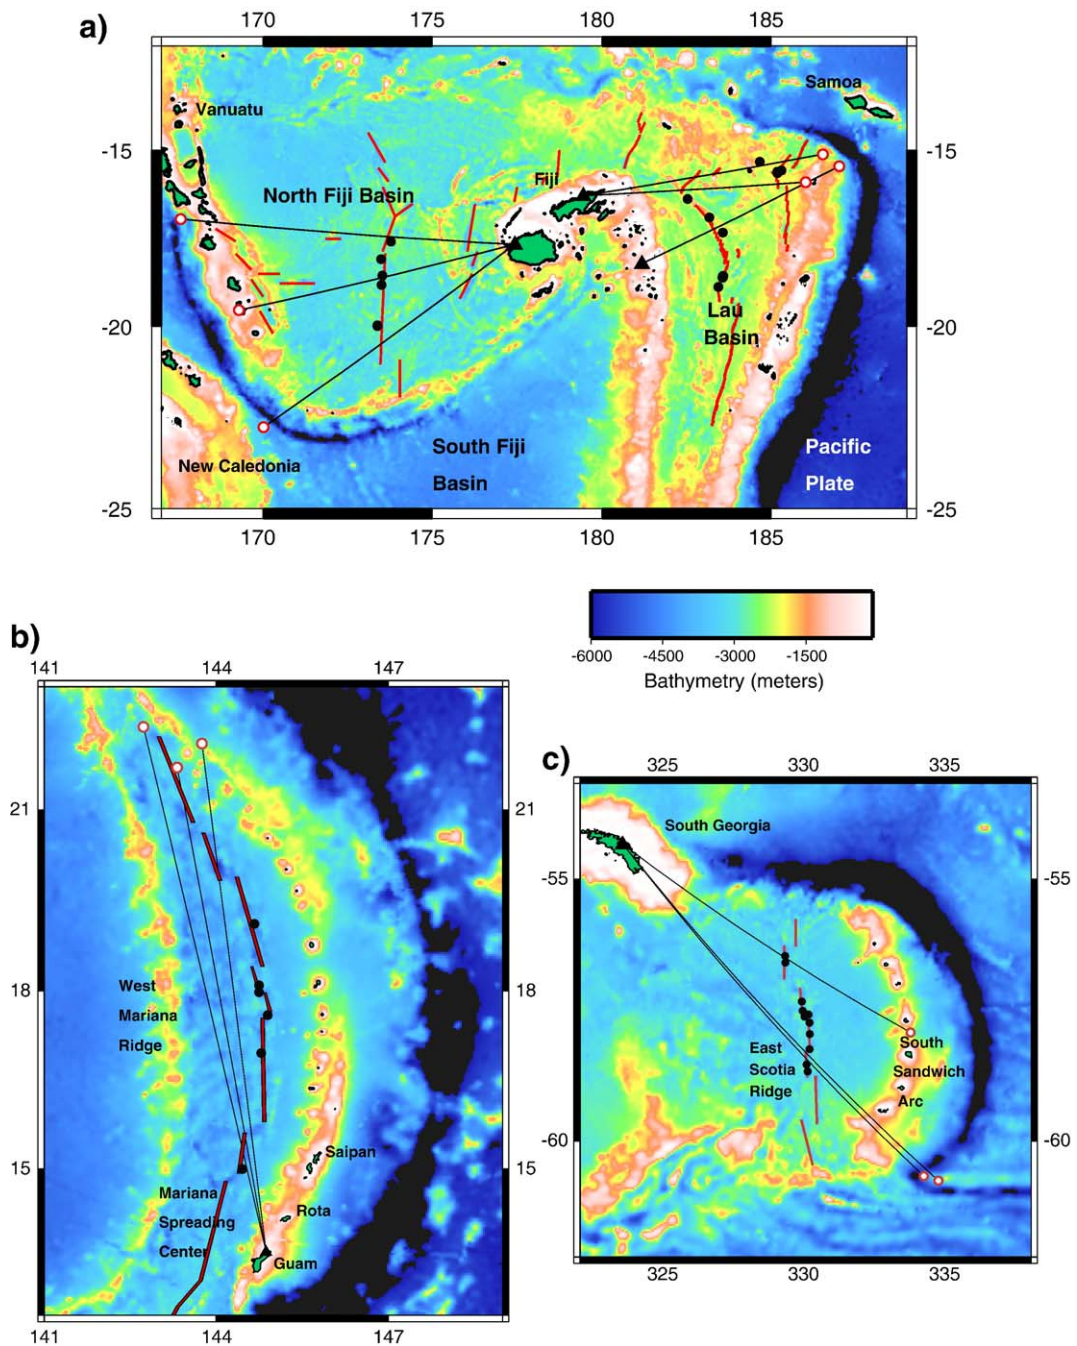 a)
170 175 180 185
Samoa
Vanuatu
-15 -15
Fiji
North Fiji Basin
-20 -20
Lau
Basin
South Fiji
Basin
Pacific
Plate
New Caledonia
-25 -25
170 175 180 185
-6000 -4500 -3000 -1500
Bathymetry (meters)
b)
141 144 147
21 21
18 18
West
Mariana
Ridge
15 15
Saipan
Mariana
Spreading
Center
Rota
Guam
141 144 147
c)
325 330 335
South Georgia
-55 -55
East
Scotia
Ridge
South
Sandwich
Arc
-60 -60
325 330 335